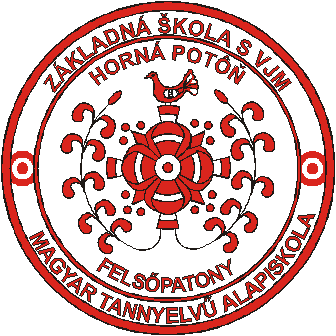 ZÁKLADNÁ ŠKOLA S VJM
HORNÁ POTÔŇ
FELSŐPATONY
MAGYAR TANNYELVŰ ALAPISKOLA